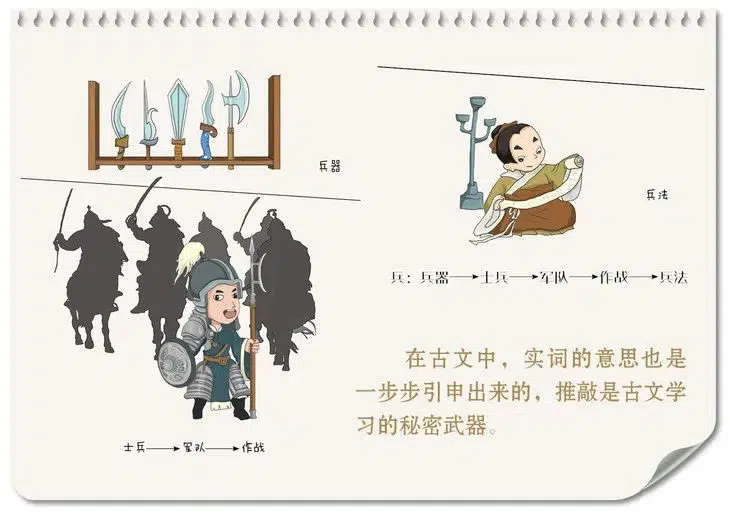 兵器
兵法
士兵→军队→作战
兵：兵器→士兵→军队→作战→兵法
在古文中，实词的意思也是
一步步引申出来的，推敲是古文学
习的秘密武器。